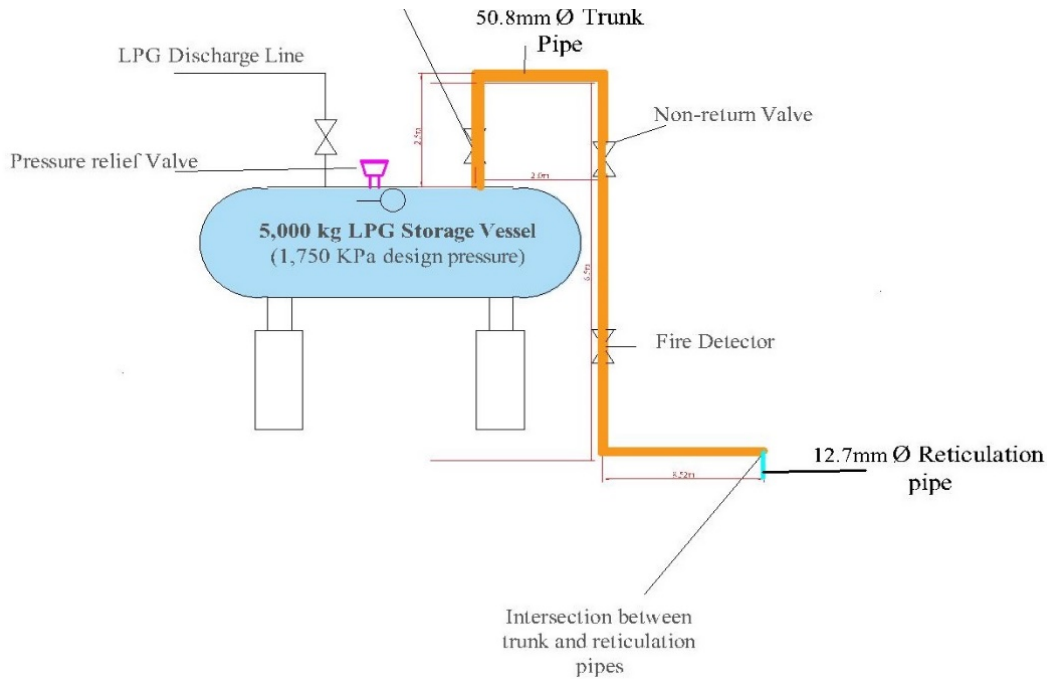 50.8mm Ø Trunk
Pipe
LPG Discharge Line
Non-return Valve
Pressure relief Valve
2.5m
2.0m
5,000 kg LPG Storage Vessel
(1,750 KPa design pressure)
6.5m
Fire Detector
12.7mm Ø Reticulation
pipe
Intersection between
trunk and reticulation
pipes